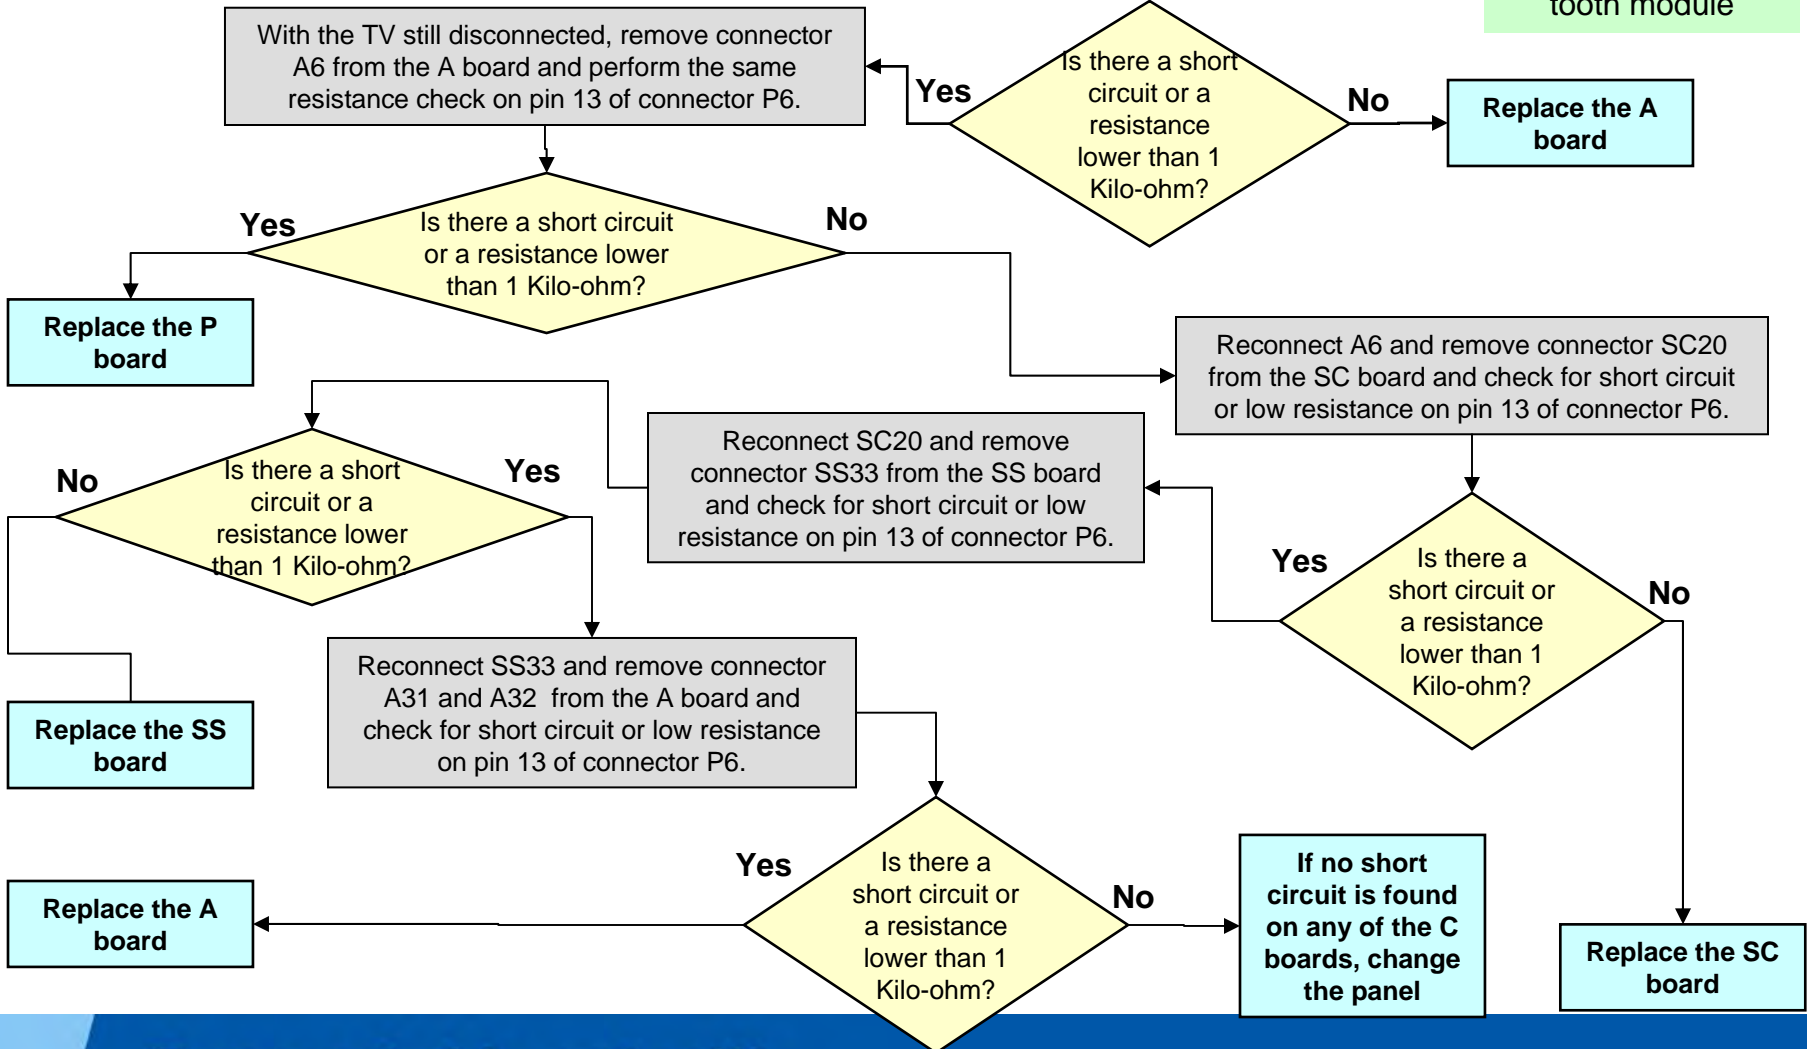 tooth module
With the TV still disconnected, remove connector
A6 from the A board and perform the same
resistance check on pin 13 of connector P6.
Yes
Is there a short
circuit or a
resistance
lower than 1
Kilo-ohm?
No
Replace the A
board
Yes
Is there a short circuit
or a resistance lower
than 1 Kilo-ohm?
No
Replace the P
board
Reconnect A6 and remove connector SC20
from the SC board and check for short circuit
or low resistance on pin 13 of connector P6.
Reconnect SC20 and remove
connector SS33 from the SS board
and check for short circuit or low
resistance on pin 13 of connector P6.
No
Is there a short
circuit or a
resistance lower
than 1 Kilo-ohm?
Yes
Yes
Is there a
short circuit or
a resistance
lower than 1
Kilo-ohm?
No
Reconnect SS33 and remove connector
A31 and A32 from the A board and
check for short circuit or low resistance
on pin 13 of connector P6.
Replace the SS
board
Yes
Is there a
short circuit or
a resistance
lower than 1
Kilo-ohm?
No
Replace the A
board
If no short
circuit is found
on any of the C
boards, change
the panel
Replace the SC
board